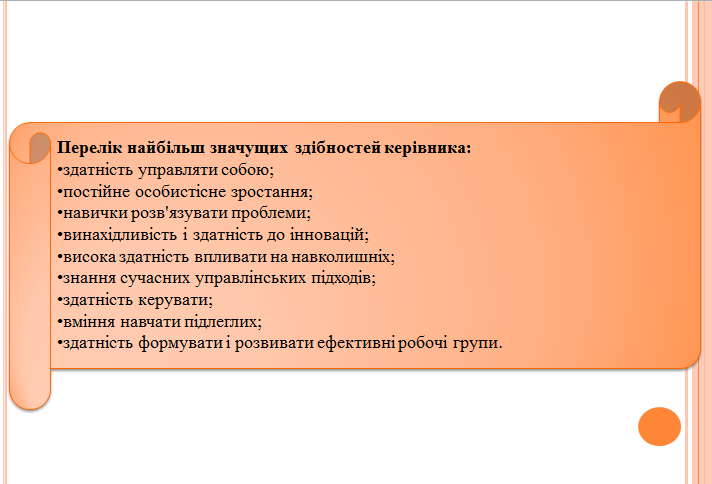 Перелік найбільш значущих здібностей керівника:
•здатність управляти собою;
•постійне особистісне зростання;
•навички розв'язувати проблеми;
•винахідливість і здатність до інновацій;
•висока здатність впливати на навколишніх;
•знання сучасних управлінських підходів;
•здатність керувати;
•вміння навчати підлеглих;
•здатність формувати і розвивати ефективні робочі групи.